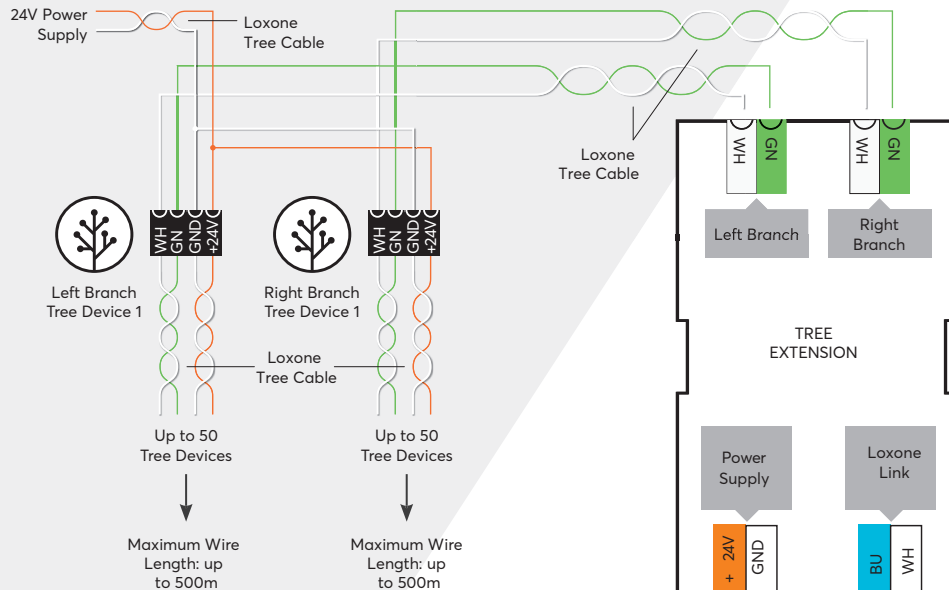 24V Power
Supply
Loxone
Tree Cable
Loxone
Tree Cable
WH
GN
WH
GN
Left Branch
Right
Branch
WH
GN
GND
+24V
WH
GN
GND
+24V
Left Branch
Tree Device 1
Right Branch
Tree Device 1
TREE
EXTENSION
Loxone
Tree Cable
Up to 50
Tree Devices
Up to 50
Tree Devices
Power
Supply
Loxone
Link
Maximum Wire
Length: up
to 500m
Maximum Wire
Length: up
to 500m
+ 24V
GND
BU
WH